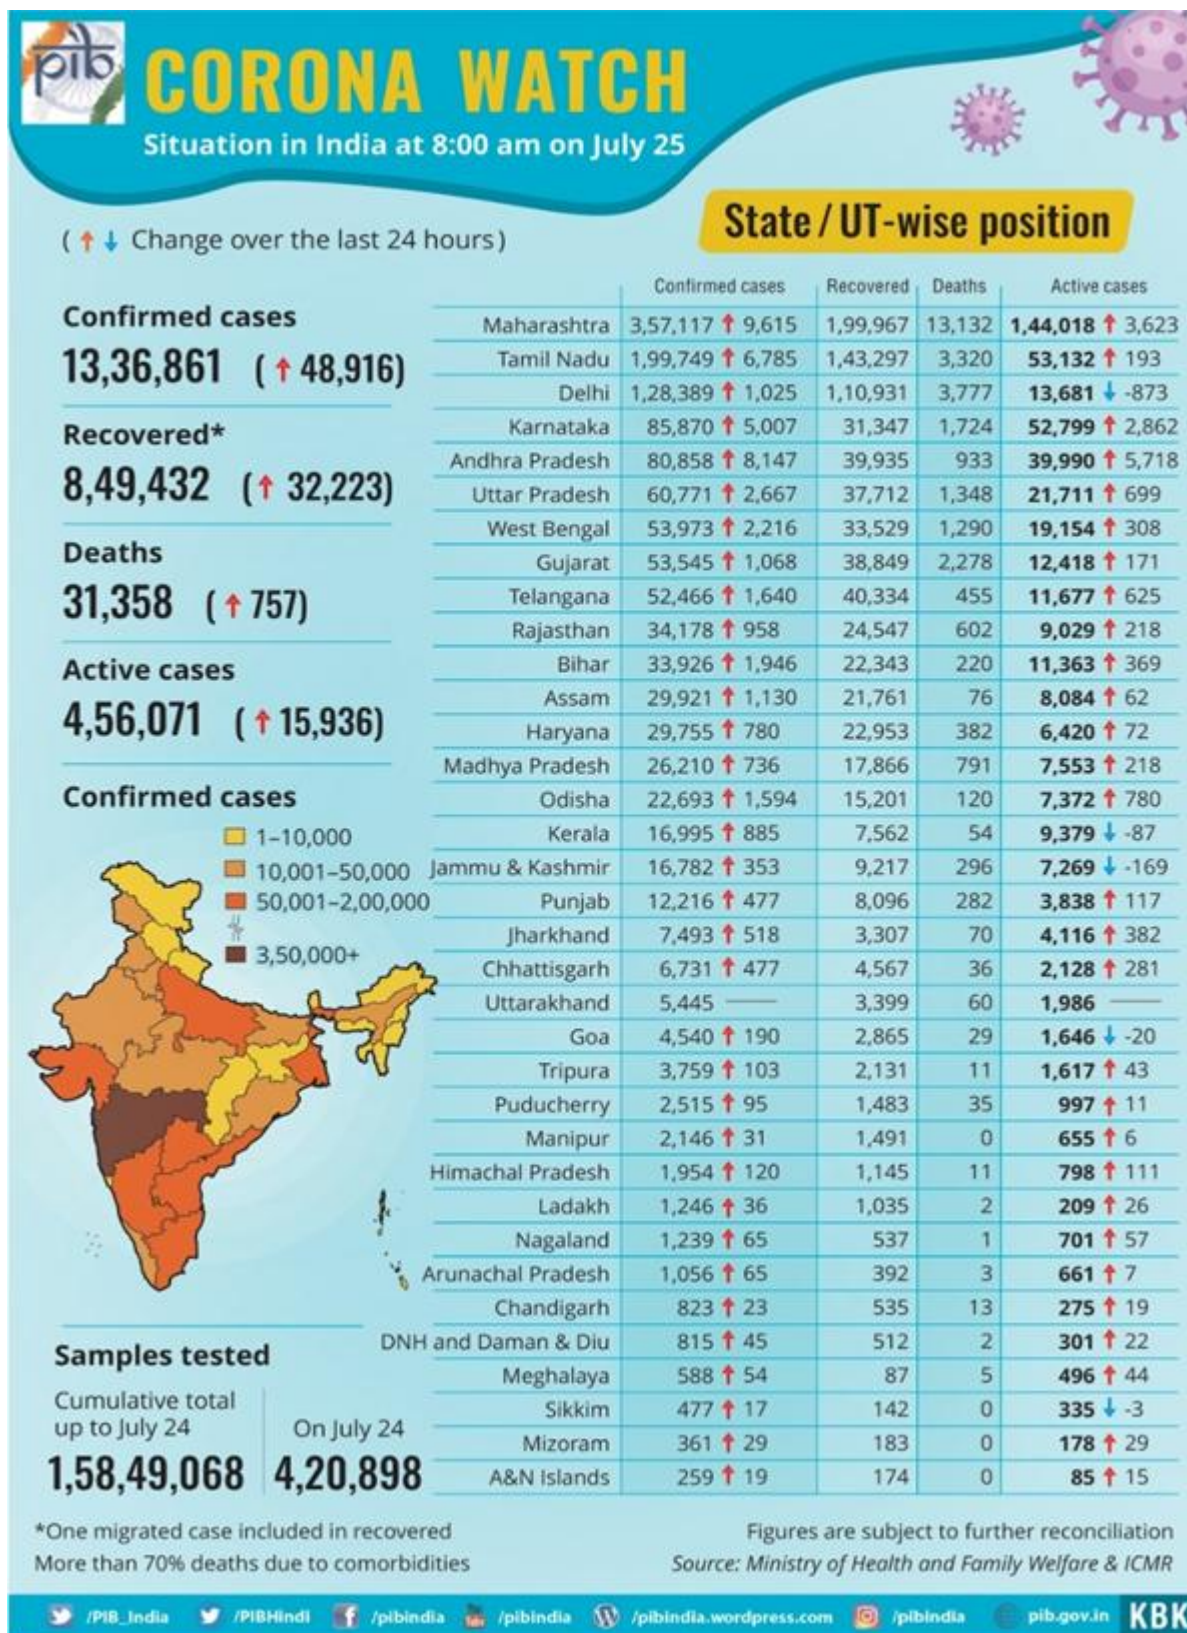 pib
CORONA WATCH
Situation in India at 8:00 am on July 25
(↑↓ Change over the last 24 hours)
Confirmed cases
13,36,861 (↑ 48,916)
Recovered*
8,49,432 (↑ 32,223)
Deaths
31,358 (↑ 757)
Active cases
4,56,071 (↑ 15,936)
Confirmed cases
1–10,000
10,001–50,000
50,001–2,00,000
3,50,000+
Samples tested
Cumulative total
up to July 24
1,58,49,068
On July 24
4,20,898
State / UT-wise position
Confirmed cases Recovered Deaths Active cases
Maharashtra 3,57,117 ↑ 9,615 1,99,967 13,132 1,44,018 ↑ 3,623
Tamil Nadu 1,99,749 ↑ 6,785 1,43,297 3,320 53,132 ↑ 193
Delhi 1,28,389 ↑ 1,025 1,10,931 3,777 13,681 ↓ -873
Karnataka 85,870 ↑ 5,007 31,347 1,724 52,799 ↑ 2,862
Andhra Pradesh 80,858 ↑ 8,147 39,935 933 39,990 ↑ 5,718
Uttar Pradesh 60,771 ↑ 2,667 37,712 1,348 21,711 ↑ 699
West Bengal 53,973 ↑ 2,216 33,529 1,290 19,154 ↑ 308
Gujarat 53,545 ↑ 1,068 38,849 2,278 12,418 ↑ 171
Telangana 52,466 ↑ 1,640 40,334 455 11,677 ↑ 625
Rajasthan 34,178 ↑ 958 24,547 602 9,029 ↑ 218
Bihar 33,926 ↑ 1,946 22,343 220 11,363 ↑ 369
Assam 29,921 ↑ 1,130 21,761 76 8,084 ↑ 62
Haryana 29,755 ↑ 780 22,953 382 6,420 ↑ 72
Madhya Pradesh 26,210 ↑ 736 17,866 791 7,553 ↑ 218
Odisha 22,693 ↑ 1,594 15,201 120 7,372 ↑ 780
Kerala 16,995 ↑ 885 7,562 54 9,379 ↓ -87
Jammu & Kashmir 16,782 ↑ 353 9,217 296 7,269 ↓ -169
Punjab 12,216 ↑ 477 8,096 282 3,838 ↑ 117
Jharkhand 7,493 ↑ 518 3,307 70 4,116 ↑ 382
Chhattisgarh 6,731 ↑ 477 4,567 36 2,128 ↑ 281
Uttarakhand 5,445 — 3,399 60 1,986 —
Goa 4,540 ↑ 190 2,865 29 1,646 ↓ -20
Tripura 3,759 ↑ 103 2,131 11 1,617 ↑ 43
Puducherry 2,515 ↑ 95 1,483 35 997 ↑ 11
Manipur 2,146 ↑ 31 1,491 0 655 ↑ 6
Himachal Pradesh 1,954 ↑ 120 1,145 11 798 ↑ 111
Ladakh 1,246 ↑ 36 1,035 2 209 ↑ 26
Nagaland 1,239 ↑ 65 537 1 701 ↑ 57
Arunachal Pradesh 1,056 ↑ 65 392 3 661 ↑ 7
Chandigarh 823 ↑ 23 535 13 275 ↑ 19
DNH and Daman & Diu 815 ↑ 45 512 2 301 ↑ 22
Meghalaya 588 ↑ 54 87 5 496 ↑ 44
Sikkim 477 ↑ 17 142 0 335 ↓ -3
Mizoram 361 ↑ 29 183 0 178 ↑ 29
A&N Islands 259 ↑ 19 174 0 85 ↑ 15
*One migrated case included in recovered
More than 70% deaths due to comorbidities
Figures are subject to further reconciliation
Source: Ministry of Health and Family Welfare & ICMR
/PIB_India /PIBHindi /pibindia /pibindia /pibindia.wordpress.com /pibindia pib.gov.in KBK